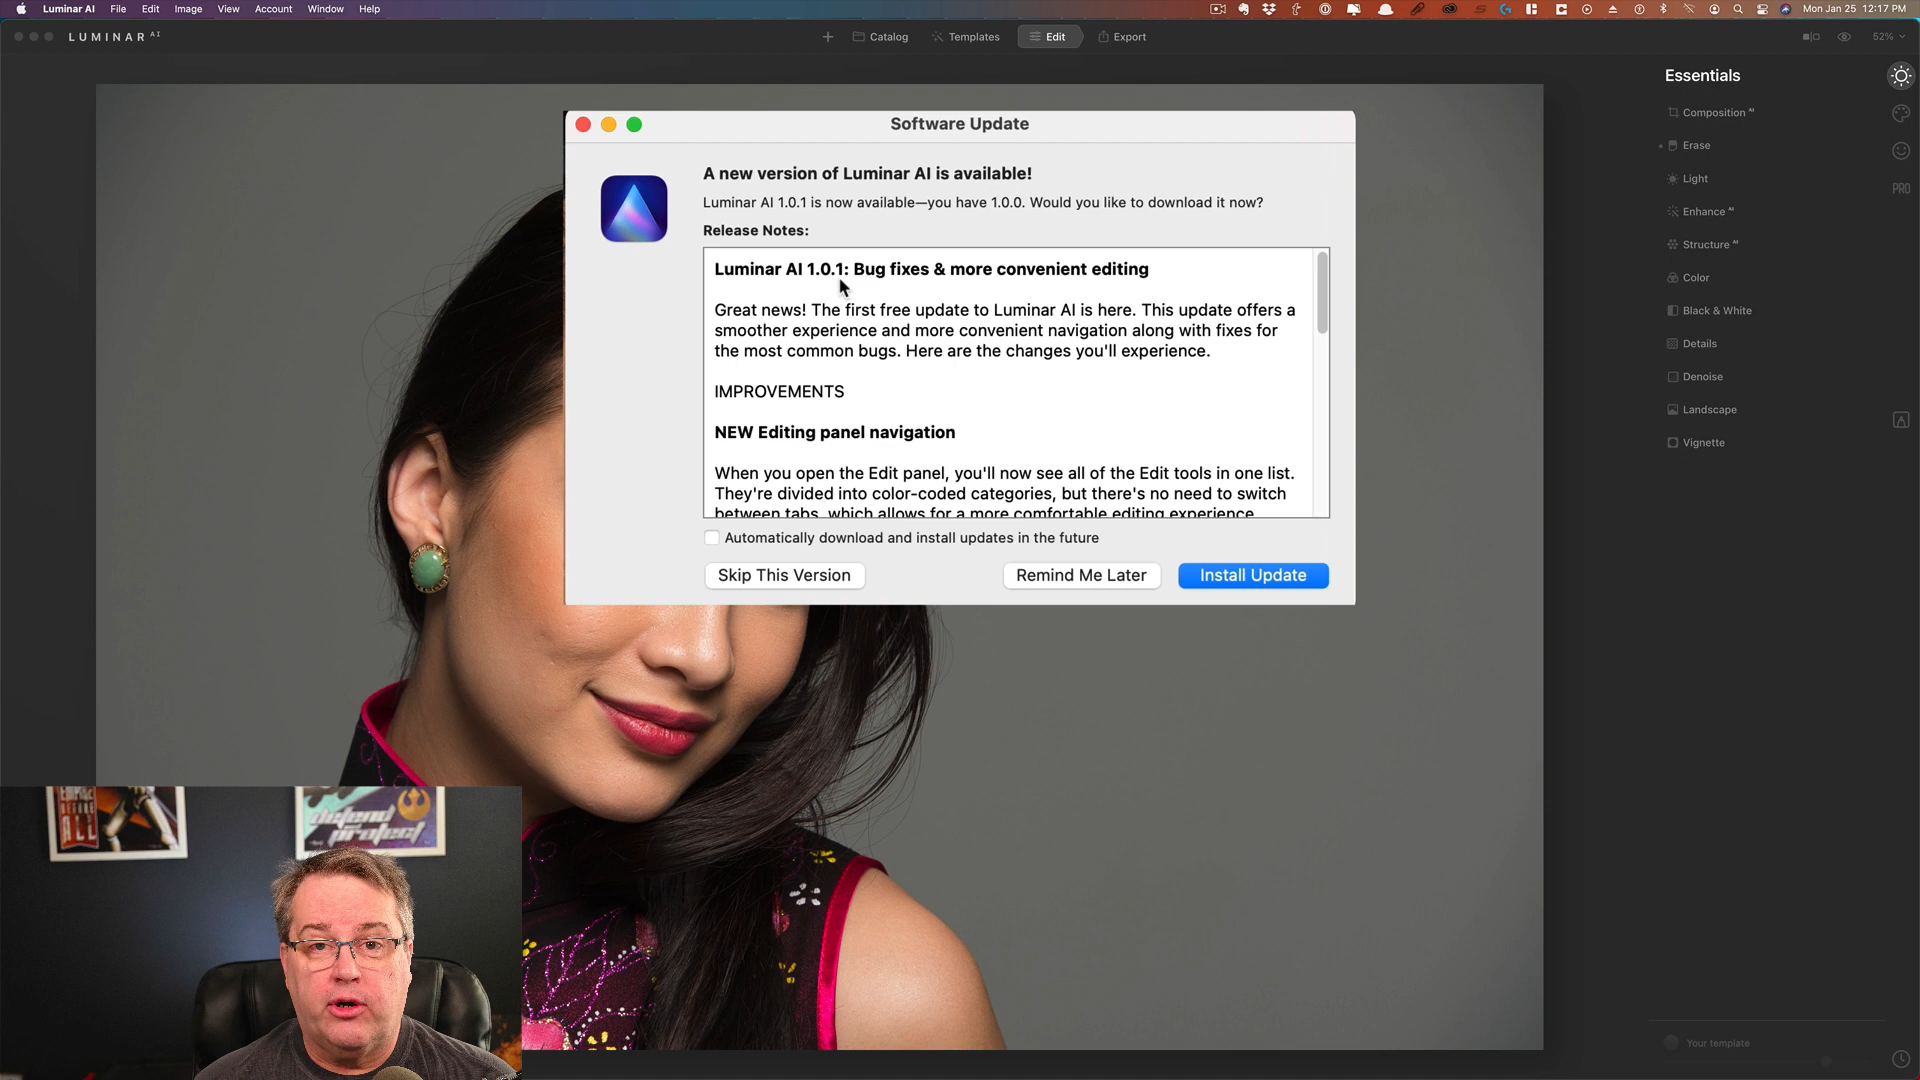 Luminar AI File Edit Image View Account Window Help
Mon Jan 25 12:17 PM
LUMINAR AI
Catalog Templates Edit Export
52%
Essentials
Composition AI
Erase
Light
Enhance AI
Structure AI
Color
Black & White
Details
Denoise
Landscape
Vignette
PRO
Your template
Software Update
A new version of Luminar AI is available!
Luminar AI 1.0.1 is now available—you have 1.0.0. Would you like to download it now?
Release Notes:
Luminar AI 1.0.1: Bug fixes & more convenient editing
Great news! The first free update to Luminar AI is here. This update offers a
smoother experience and more convenient navigation along with fixes for
the most common bugs. Here are the changes you'll experience.
IMPROVEMENTS
NEW Editing panel navigation
When you open the Edit panel, you'll now see all of the Edit tools in one list.
They're divided into color-coded categories, but there's no need to switch
between tabs, which allows for a more comfortable editing experience.
Automatically download and install updates in the future
Skip This Version Remind Me Later Install Update
defend
protect